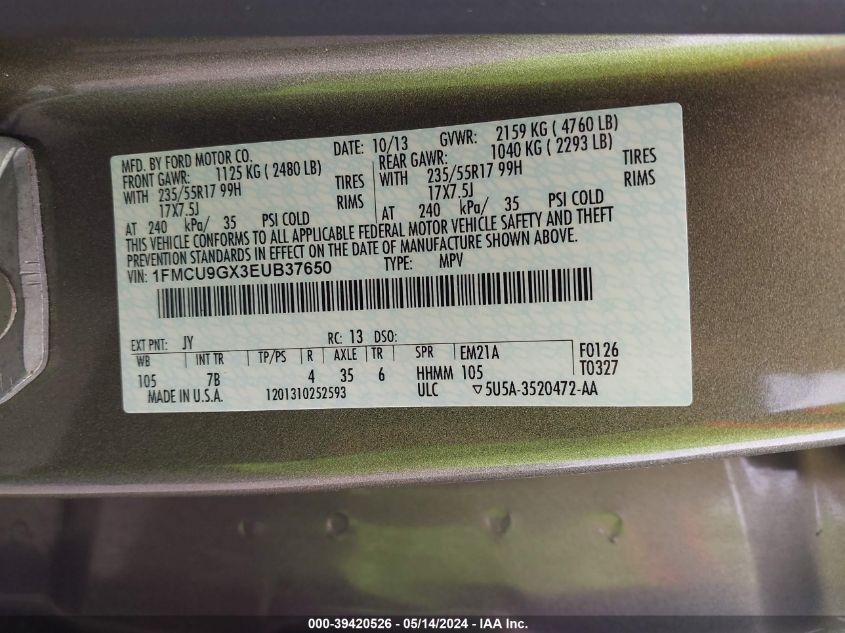 MFD. BY FORD MOTOR CO. DATE: 10/13 GVWR: 2159 KG ( 4760 LB)
FRONT GAWR: 1125 KG ( 2480 LB) REAR GAWR: 1040 KG ( 2293 LB)
WITH 235/55R17 99H TIRES WITH 235/55R17 99H TIRES
17X7.5J RIMS 17X7.5J RIMS
AT 240 kPa/ 35 PSI COLD AT 240 kPa/ 35 PSI COLD
THIS VEHICLE CONFORMS TO ALL APPLICABLE FEDERAL MOTOR VEHICLE SAFETY AND THEFT
PREVENTION STANDARDS IN EFFECT ON THE DATE OF MANUFACTURE SHOWN ABOVE.
VIN: 1FMCU9GX3EUB37650 TYPE: MPV
EXT PNT: JY RC: 13 DSO:
WB INT TR TP/PS R AXLE TR SPR EM21A F0126
105 7B 4 35 6 HHMM 105 T0327
MADE IN U.S.A. 1201310252593 ULC ▽5U5A-3520472-AA
000-39420526 - 05/14/2024 - IAAI, Inc.